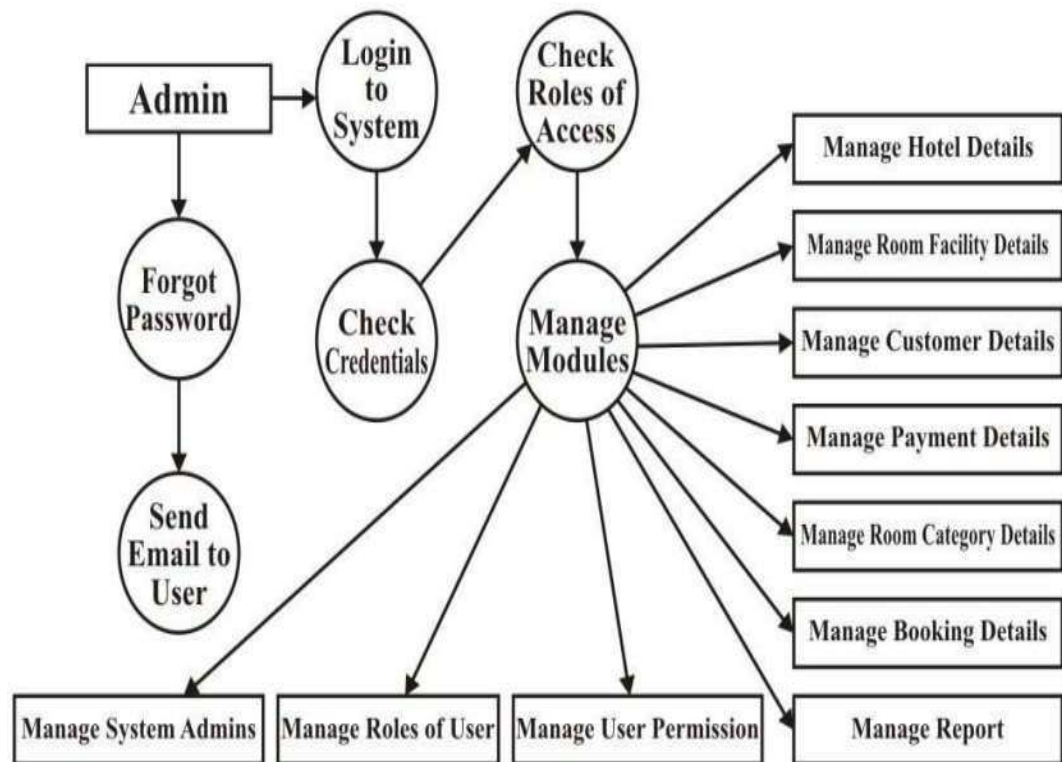 Admin
Login
to
System
Check
Roles of
Access
Manage Hotel Details
Manage Room Facility Details
Forgot
Password
Check
Credentials
Manage
Modules
Manage Customer Details
Manage Payment Details
Send
Email to
User
Manage Room Category Details
Manage Booking Details
Manage System Admins
Manage Roles of User
Manage User Permission
Manage Report